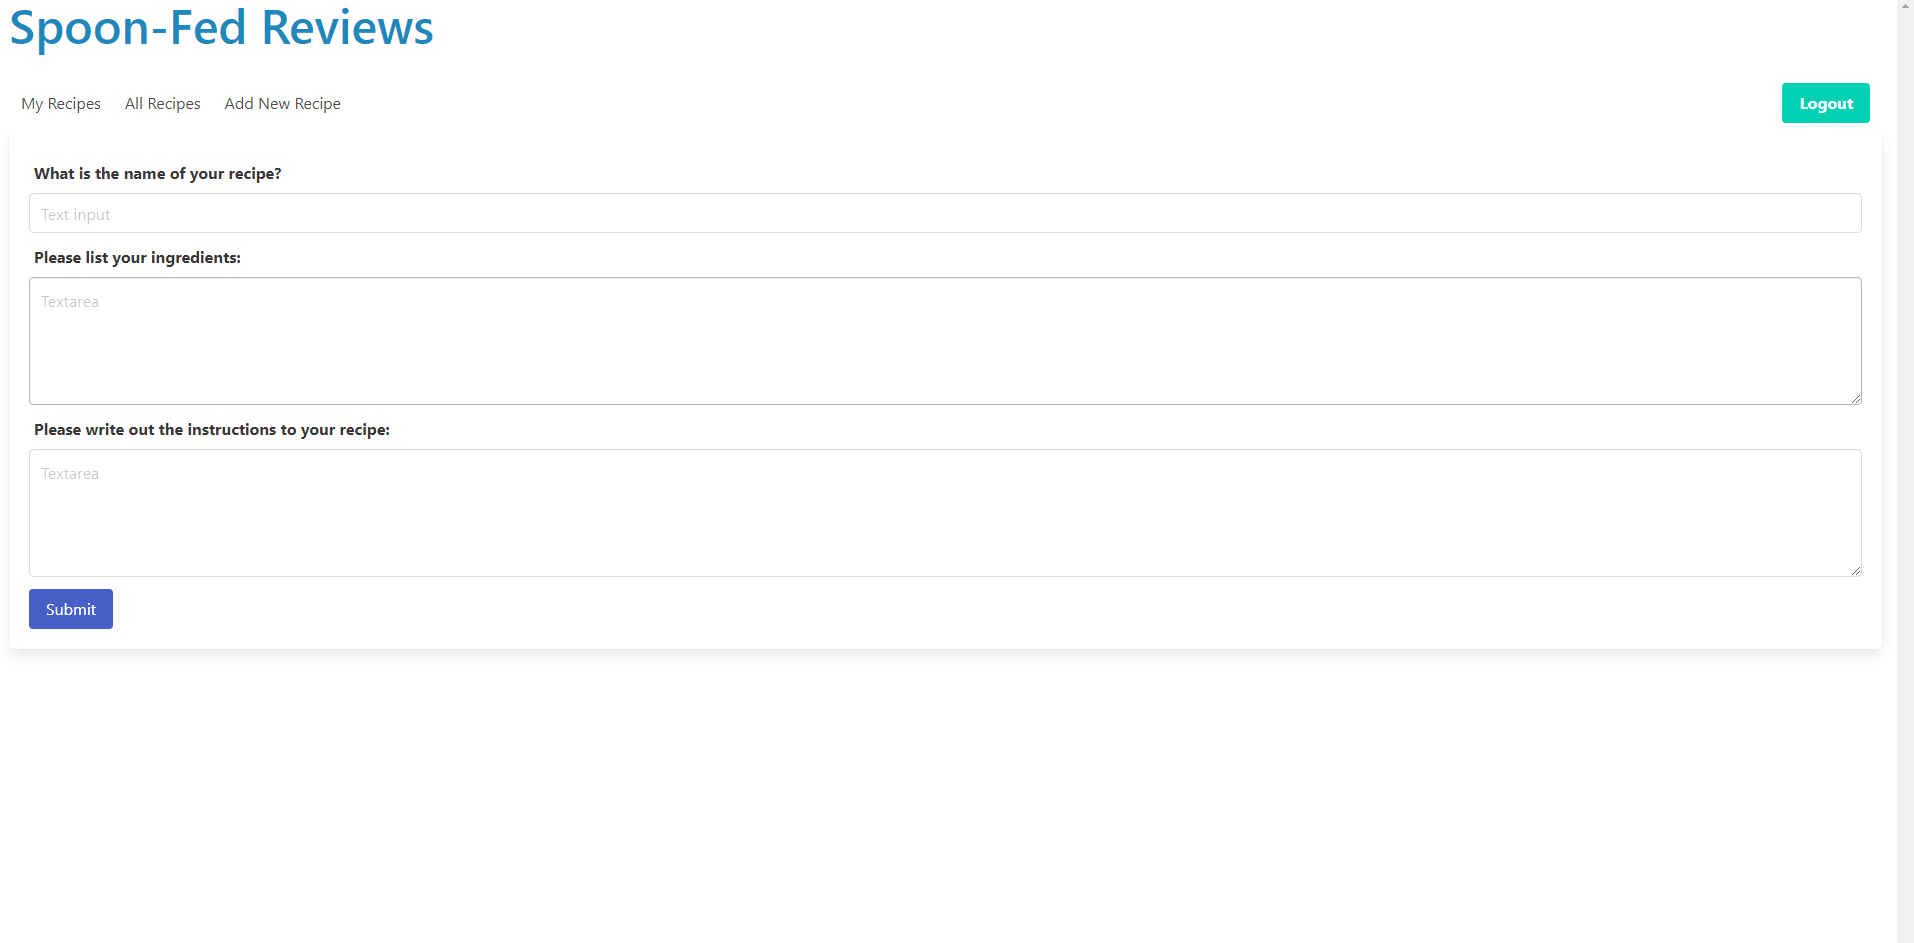 Spoon-Fed Reviews
My Recipes All Recipes Add New Recipe Logout
What is the name of your recipe?
Text input
Please list your ingredients:
Textarea
Please write out the instructions to your recipe:
Textarea
Submit